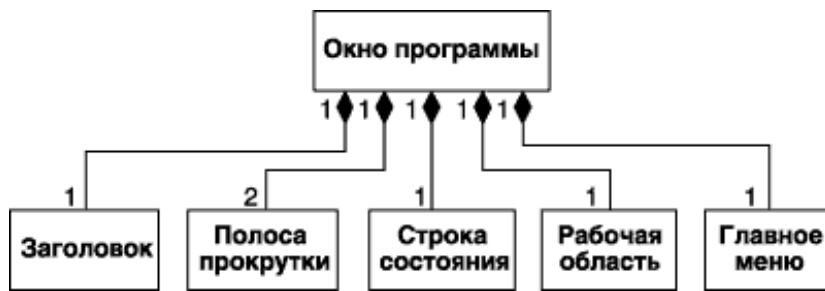 Окно программы
1 1 1 1 1
1 2 1 1 1
Заголовок
Полоса
прокрутки
Строка
состояния
Рабочая
область
Главное
меню